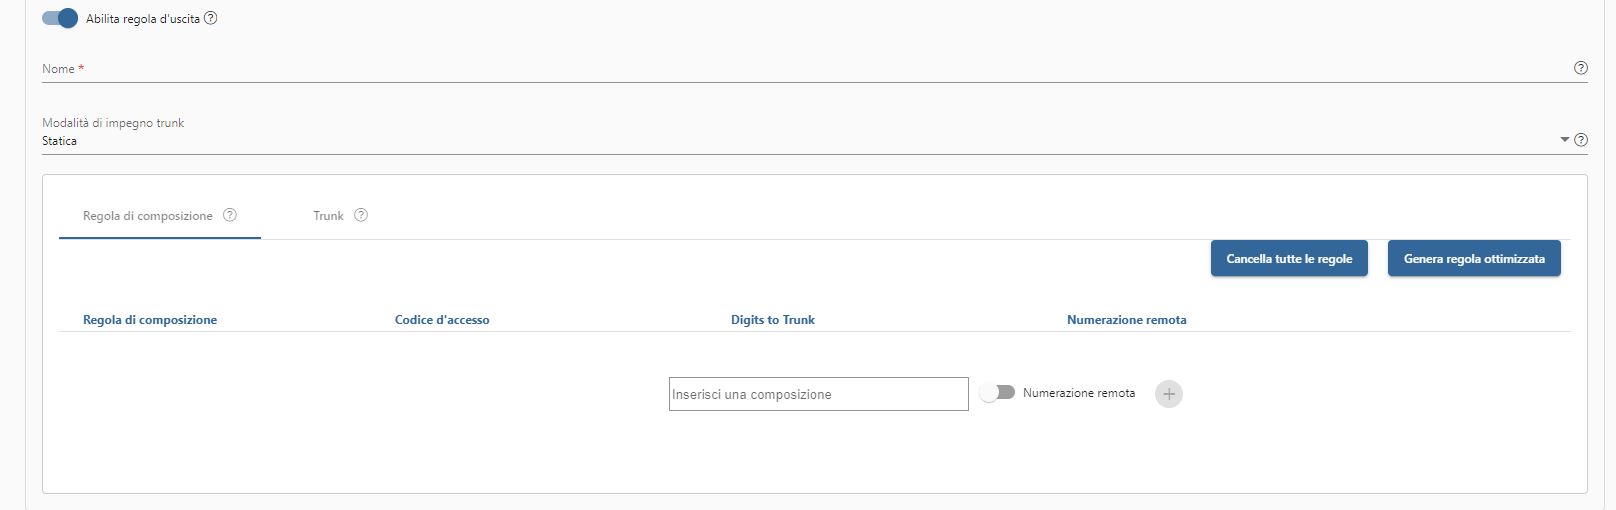 Abilita regola d'uscita ?
Nome * ?
Modalità di impegno trunk
Statica ?
Regola di composizione ? Trunk ?
Cancella tutte le regole Genera regola ottimizzata
Regola di composizione Codice d'accesso Digits to Trunk Numerazione remota
Inserisci una composizione Numerazione remota +